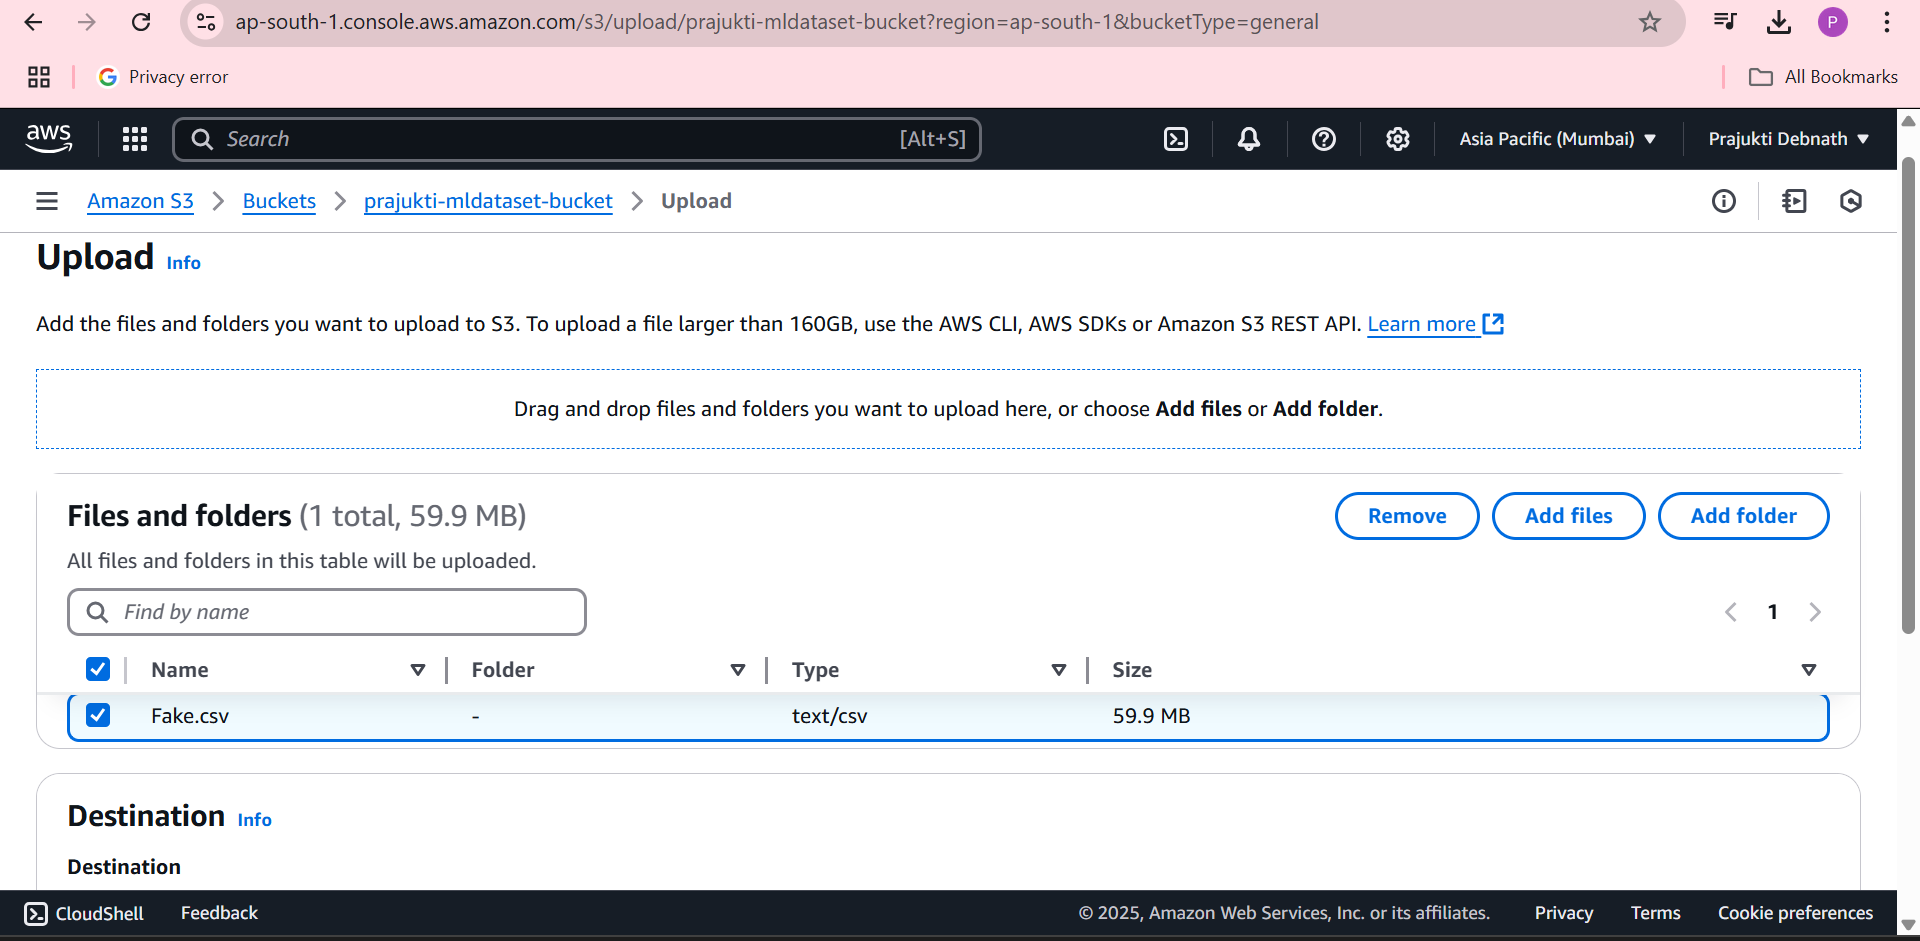 ap-south-1.console.aws.amazon.com/s3/upload/prajukti-mldataset-bucket?region=ap-south-1&bucketType=general
P
Privacy error
All Bookmarks
aws
Search
[Alt+S]
Asia Pacific (Mumbai)
Prajukti Debnath
Amazon S3 > Buckets > prajukti-mldataset-bucket > Upload
Upload Info
Add the files and folders you want to upload to S3. To upload a file larger than 160GB, use the AWS CLI, AWS SDKs or Amazon S3 REST API. Learn more
Drag and drop files and folders you want to upload here, or choose Add files or Add folder.
Files and folders (1 total, 59.9 MB)
Remove
Add files
Add folder
All files and folders in this table will be uploaded.
Find by name
1
Name Folder Type Size
Fake.csv - text/csv 59.9 MB
Destination Info
Destination
CloudShell Feedback © 2025, Amazon Web Services, Inc. or its affiliates. Privacy Terms Cookie preferences